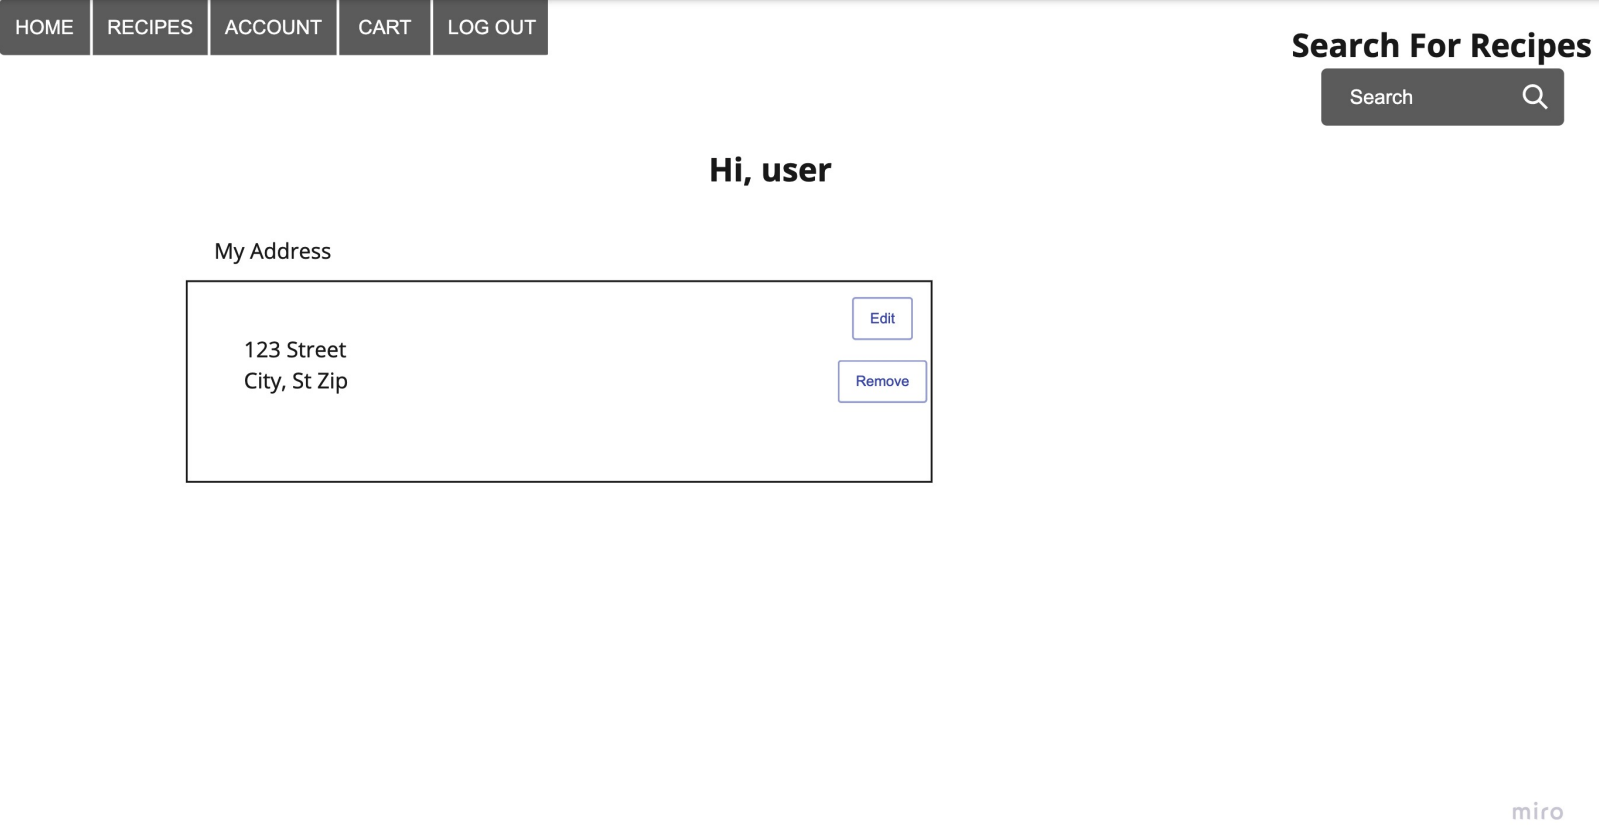 HOME RECIPES ACCOUNT CART LOG OUT
Search For Recipes
Search
Hi, user
My Address
Edit
123 Street
City, St Zip
Remove
miro